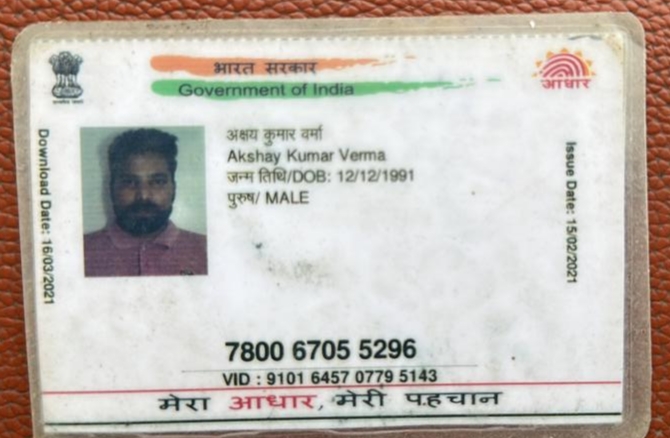 भारत सरकार
Government of India
आधार
Download Date: 16/03/2021
अक्षय कुमार वर्मा
Akshay Kumar Verma
जन्म तिथि/DOB: 12/12/1991
पुरुष/ MALE
Issue Date: 15/02/2021
7800 6705 5296
VID : 9101 6457 0779 5143
मेरा आधार, मेरी पहचान